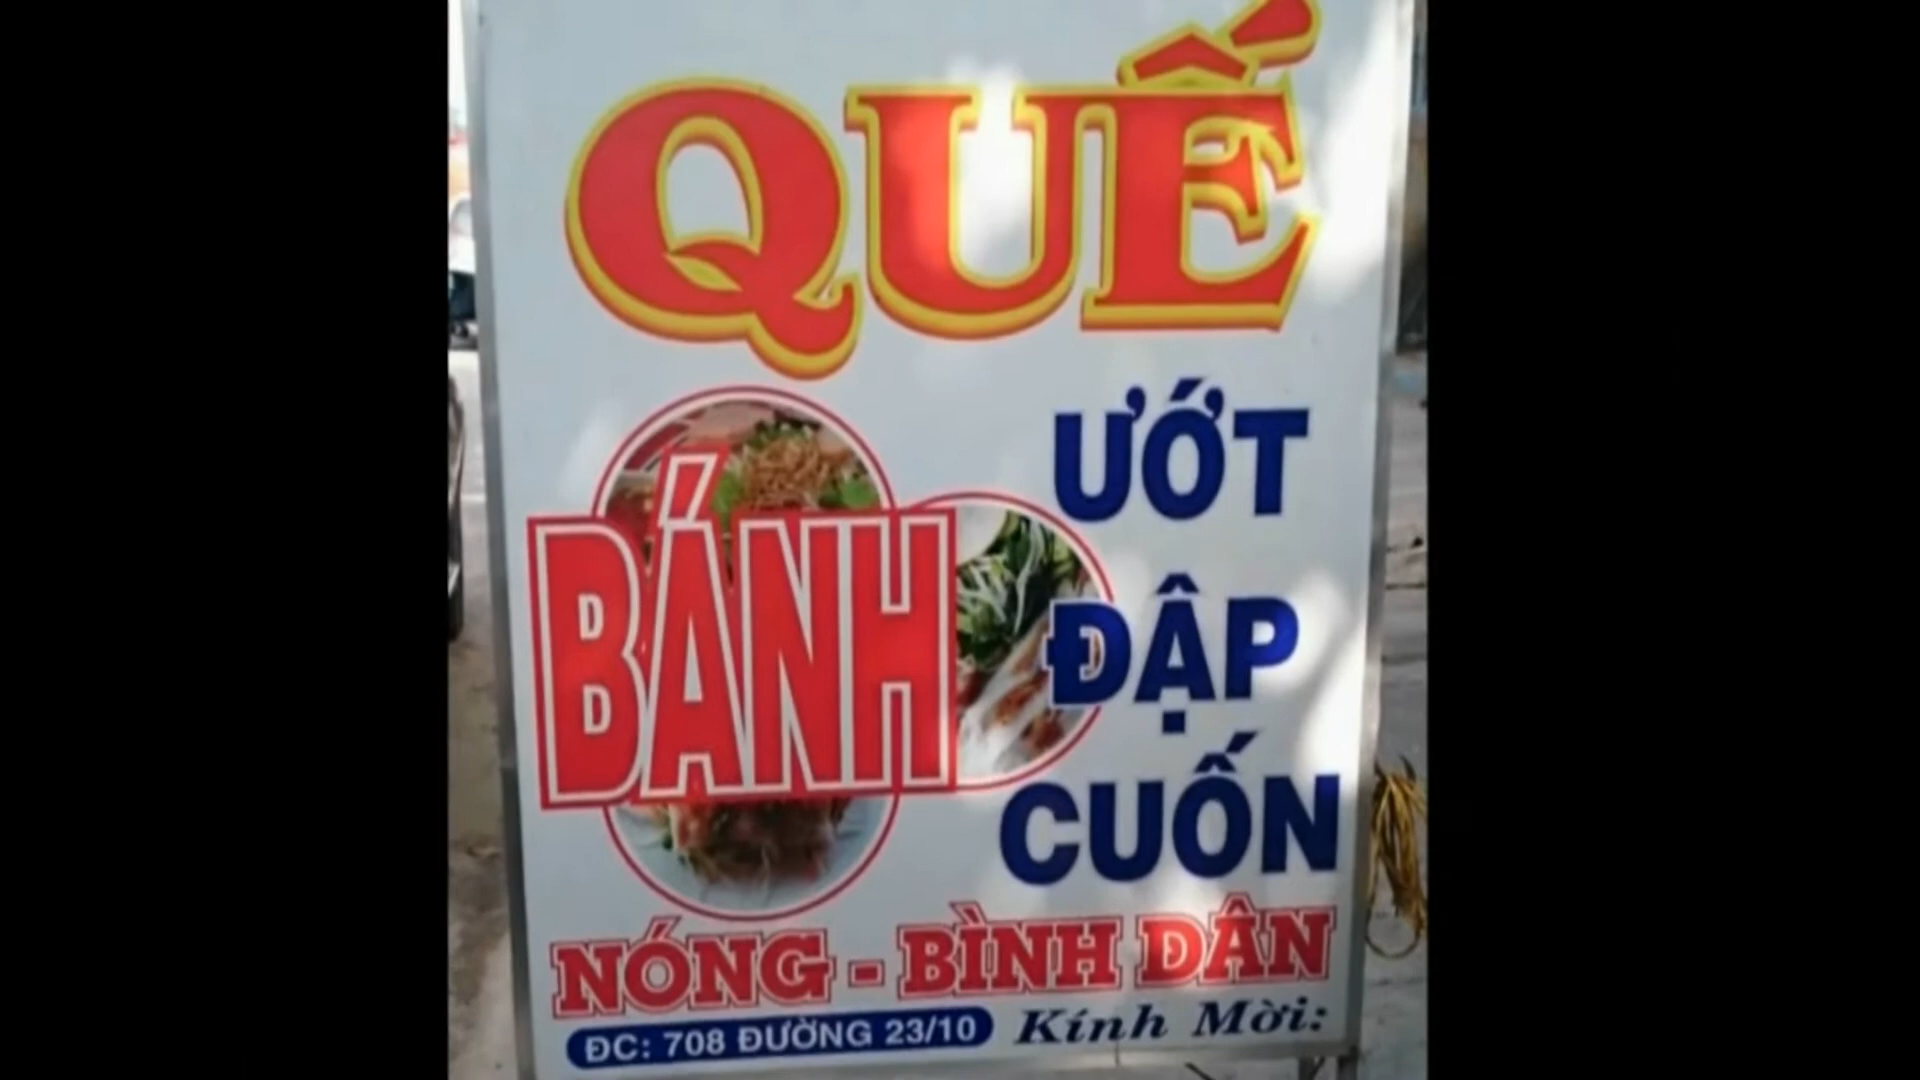 QUẾ
BÁNH
ƯỚT
ĐẬP
CUỐN
NÓNG - BÌNH DÂN
ĐC: 708 ĐƯỜNG 23/10
Kính Mời: